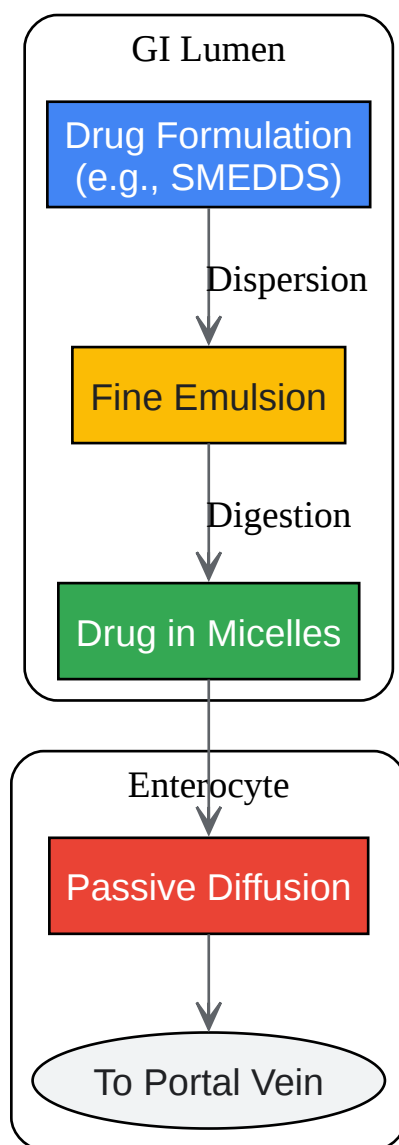 GI Lumen
Drug Formulation
(e.g., SMEDDS)
Dispersion
Fine Emulsion
Digestion
Drug in Micelles
Enterocyte
Passive Diffusion
To Portal Vein